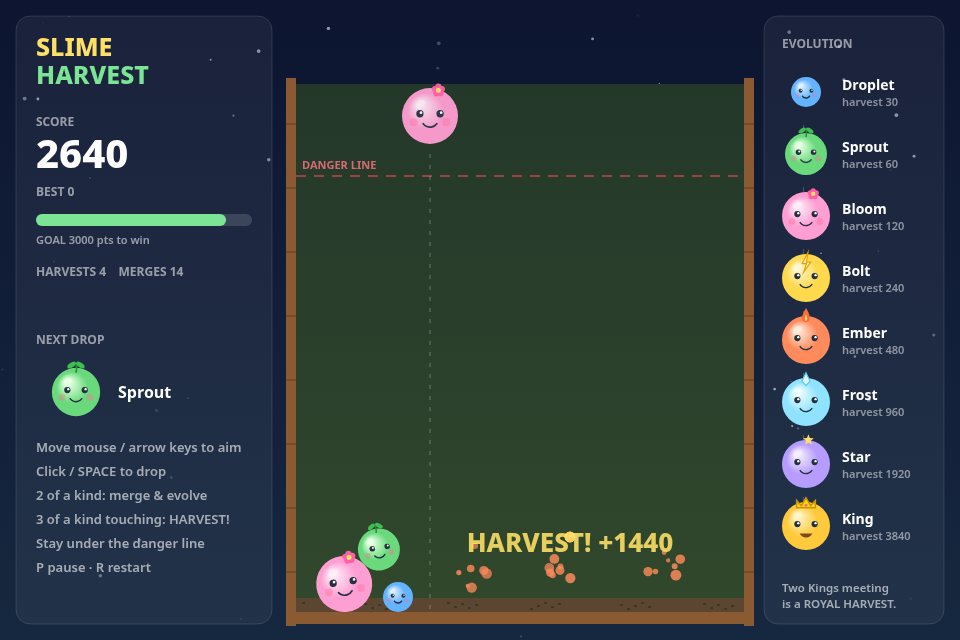 SLIME
HARVEST
SCORE
2640
BEST 0
GOAL 3000 pts to win
HARVESTS 4 MERGES 14
NEXT DROP
Sprout
Move mouse / arrow keys to aim
Click / SPACE to drop
2 of a kind: merge & evolve
3 of a kind touching: HARVEST!
Stay under the danger line
P pause · R restart
DANGER LINE
HARVEST! +1440
EVOLUTION
Droplet
harvest 30
Sprout
harvest 60
Bloom
harvest 120
Bolt
harvest 240
Ember
harvest 480
Frost
harvest 960
Star
harvest 1920
King
harvest 3840
Two Kings meeting
is a ROYAL HARVEST.